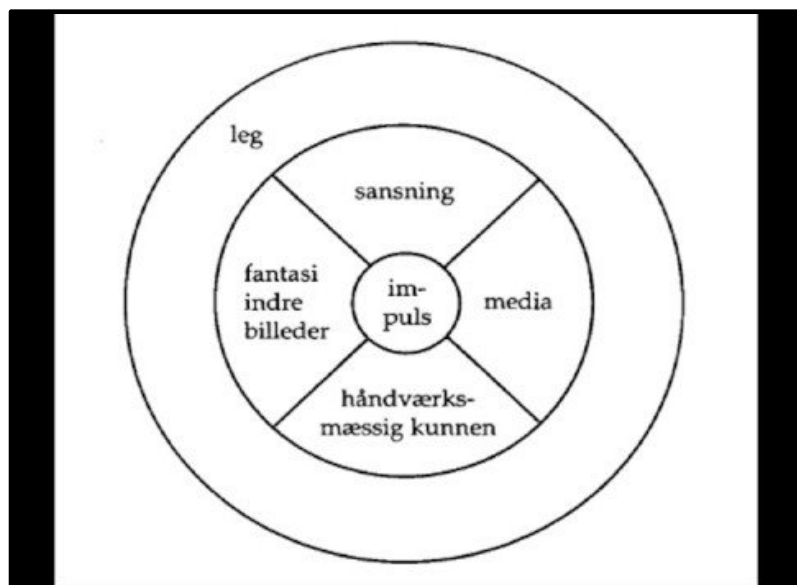 leg
sansning
fantasi
indre
billeder
im-
puls
media
håndværks-
mæssig kunnen